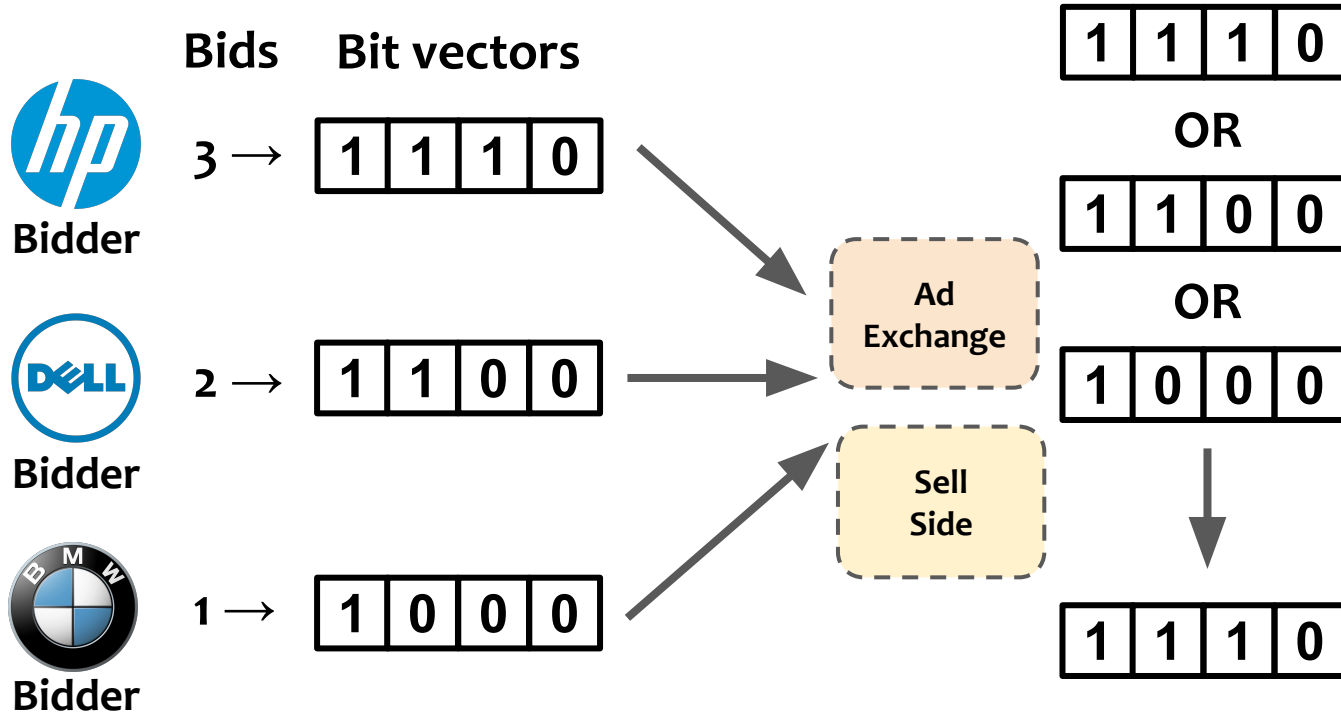 Bids Bit vectors
hp
Bidder
3 → 1 1 1 0
DELL
Bidder
2 → 1 1 0 0
BMW
Bidder
1 → 1 0 0 0
Ad
Exchange
Sell
Side
1 1 1 0
OR
1 1 0 0
OR
1 0 0 0
1 1 1 0